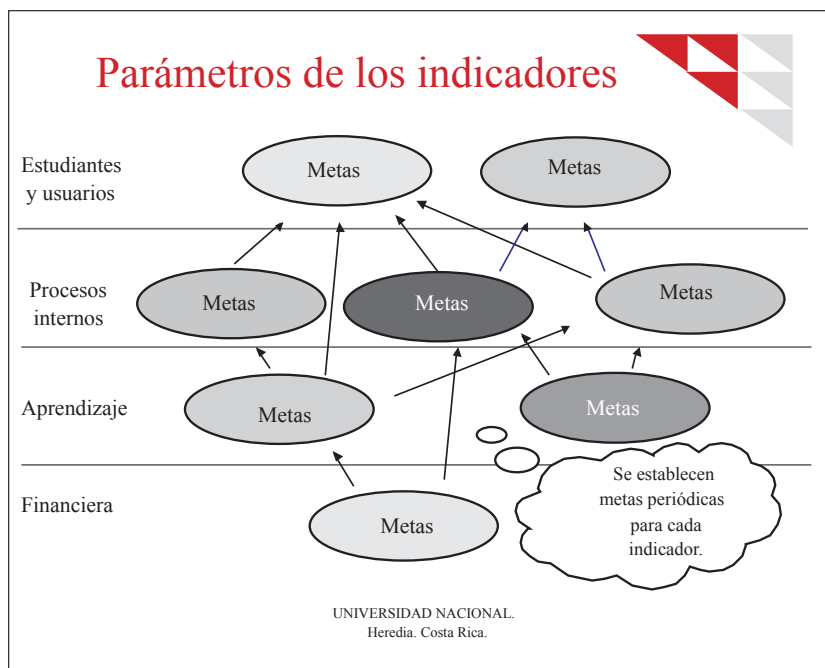 Parámetros de los indicadores
Estudiantes
y usuarios
Metas
Metas
Procesos
internos
Metas
Metas
Metas
Aprendizaje
Metas
Metas
Financiera
Metas
Se establecen
metas periódicas
para cada
indicador.
UNIVERSIDAD NACIONAL.
Heredia. Costa Rica.